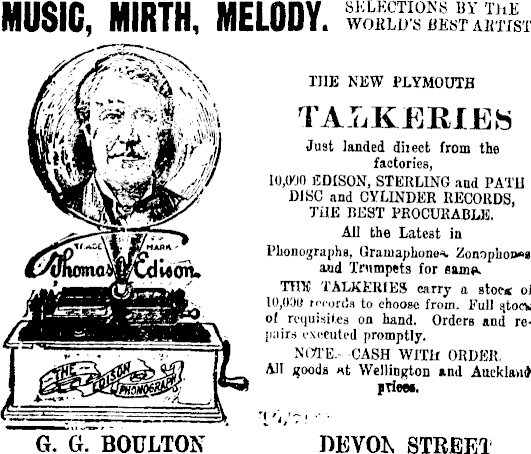 MUSIC, MIRTH, MELODY.
SELECTIONS BY THE
WORLD'S BEST ARTIST
TRADE MARK
Thomas A Edison
THE EDISON PHONOGRAPH
G. G. BOULTON
THE NEW PLYMOUTH
TALKERIES
Just landed direct from the
factories,
10,000 EDISON, STERLING and PATH
DISC and CYLINDER RECORDS,
THE BEST PROCURABLE.
All the Latest in
Phonographs, Gramaphones, Zonophones
and Trumpets for same.
THE TALKERIES carry a stock of
10,000 records to choose from. Full stock
of requisites on hand. Orders and re-
pairs executed promptly.
NOTE.- CASH WITH ORDER.
All goods at Wellington and Auckland
prices.
DEVON STREET